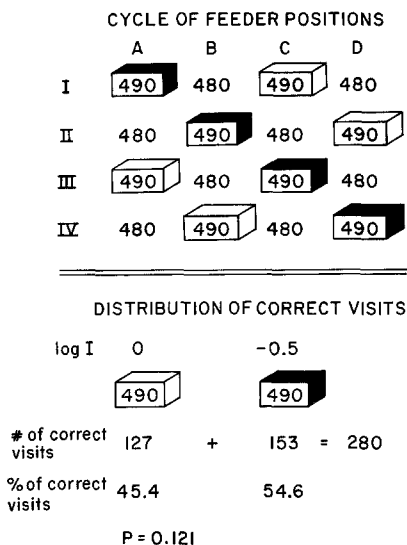 CYCLE OF FEEDER POSITIONS
A B C D
I 490 480 490 480
II 480 490 480 490
III 490 480 490 480
IV 480 490 480 490
DISTRIBUTION OF CORRECT VISITS
log I 0 -0.5
490 490
# of correct
visits 127 + 153 = 280
% of correct
visits 45.4 54.6
P = 0.121